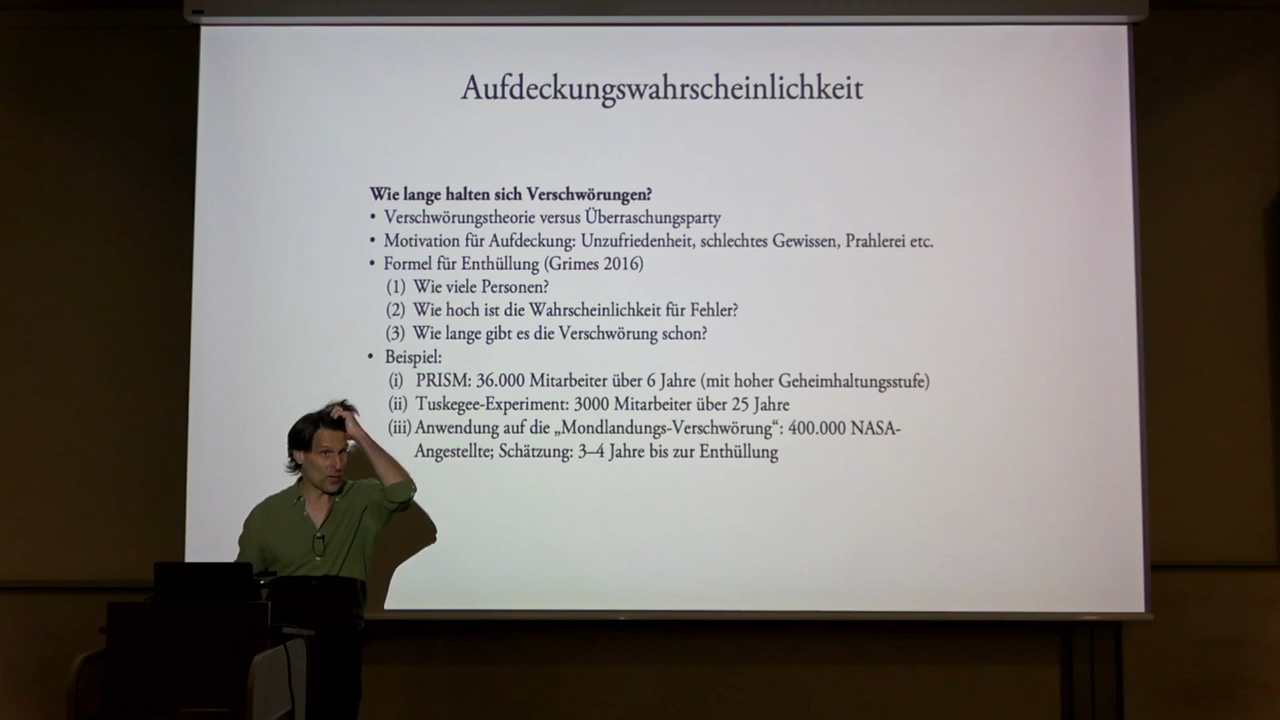 Aufdeckungswahrscheinlichkeit
Wie lange halten sich Verschwörungen?
• Verschwörungstheorie versus Überraschungsparty
• Motivation für Aufdeckung: Unzufriedenheit, schlechtes Gewissen, Prahlerei etc.
• Formel für Enthüllung (Grimes 2016)
(1) Wie viele Personen?
(2) Wie hoch ist die Wahrscheinlichkeit für Fehler?
(3) Wie lange gibt es die Verschwörung schon?
• Beispiel:
(i) PRISM: 36.000 Mitarbeiter über 6 Jahre (mit hoher Geheimhaltungsstufe)
(ii) Tuskegee-Experiment: 3000 Mitarbeiter über 25 Jahre
(iii) Anwendung auf die „Mondlandungs-Verschwörung“: 400.000 NASA-
Angestellte; Schätzung: 3–4 Jahre bis zur Enthüllung